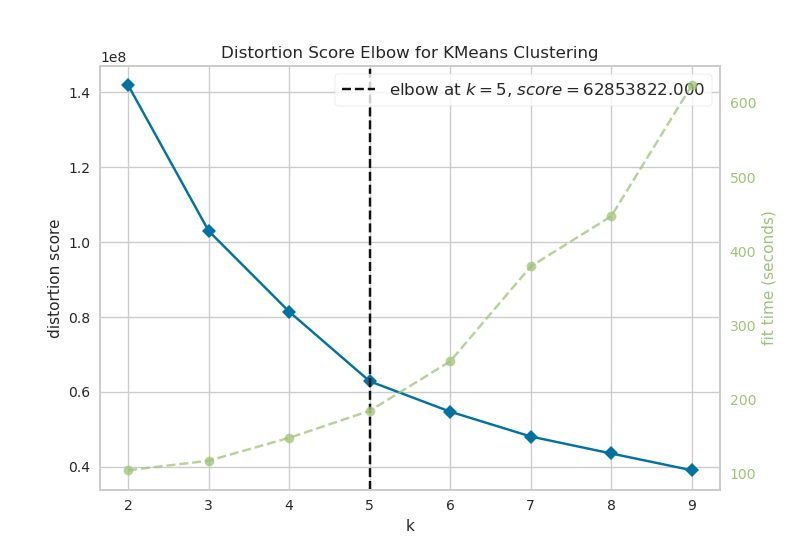 Distortion Score Elbow for KMeans Clustering
1e8
elbow at k = 5, score = 62853822.000
1.4
1.2
1.0
0.8
0.6
0.4
distortion score
2 3 4 5 6 7 8 9
k
600
500
400
300
200
100
fit time (seconds)